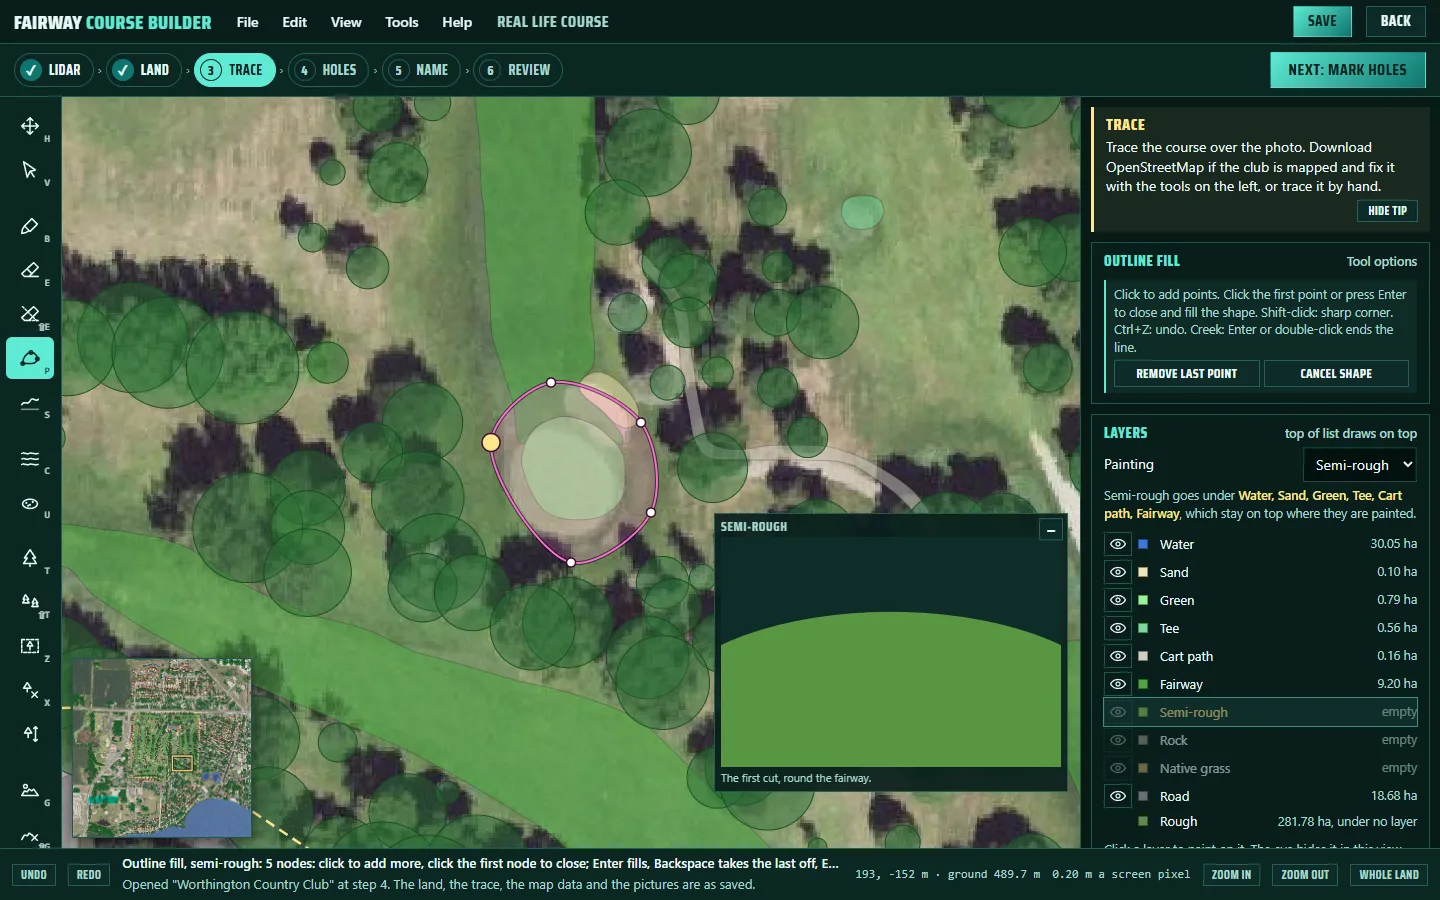 FAIRWAY COURSE BUILDER File Edit View Tools Help REAL LIFE COURSE SAVE BACK
LIDAR › LAND › 3 TRACE › 4 HOLES › 5 NAME › 6 REVIEW NEXT: MARK HOLES
H
V
B
E
P
S
C
U
T
Z
X
G
TRACE
Trace the course over the photo. Download
OpenStreetMap if the club is mapped and fix it
with the tools on the left, or trace it by hand.
HIDE TIP
OUTLINE FILL Tool options
Click to add points. Click the first point or press Enter
to close and fill the shape. Shift-click: sharp corner.
Ctrl+Z: undo. Creek: Enter or double-click ends the
line.
REMOVE LAST POINT CANCEL SHAPE
LAYERS top of list draws on top
Painting Semi-rough
Semi-rough goes under Water, Sand, Green, Tee, Cart
path, Fairway, which stay on top where they are painted.
Water 30.05 ha
Sand 0.10 ha
Green 0.79 ha
Tee 0.56 ha
Cart path 0.16 ha
Fairway 9.20 ha
Semi-rough empty
Rock empty
Native grass empty
Road 18.68 ha
Rough 281.78 ha, under no layer
SEMI-ROUGH
The first cut, round the fairway.
UNDO REDO
Outline fill, semi-rough: 5 nodes: click to add more, click the first node to close; Enter fills, Backspace takes the last off, E...
Opened "Worthington Country Club" at step 4. The land, the trace, the map data and the pictures are as saved.
193, -152 m · ground 489.7 m 0.20 m a screen pixel
ZOOM IN ZOOM OUT WHOLE LAND